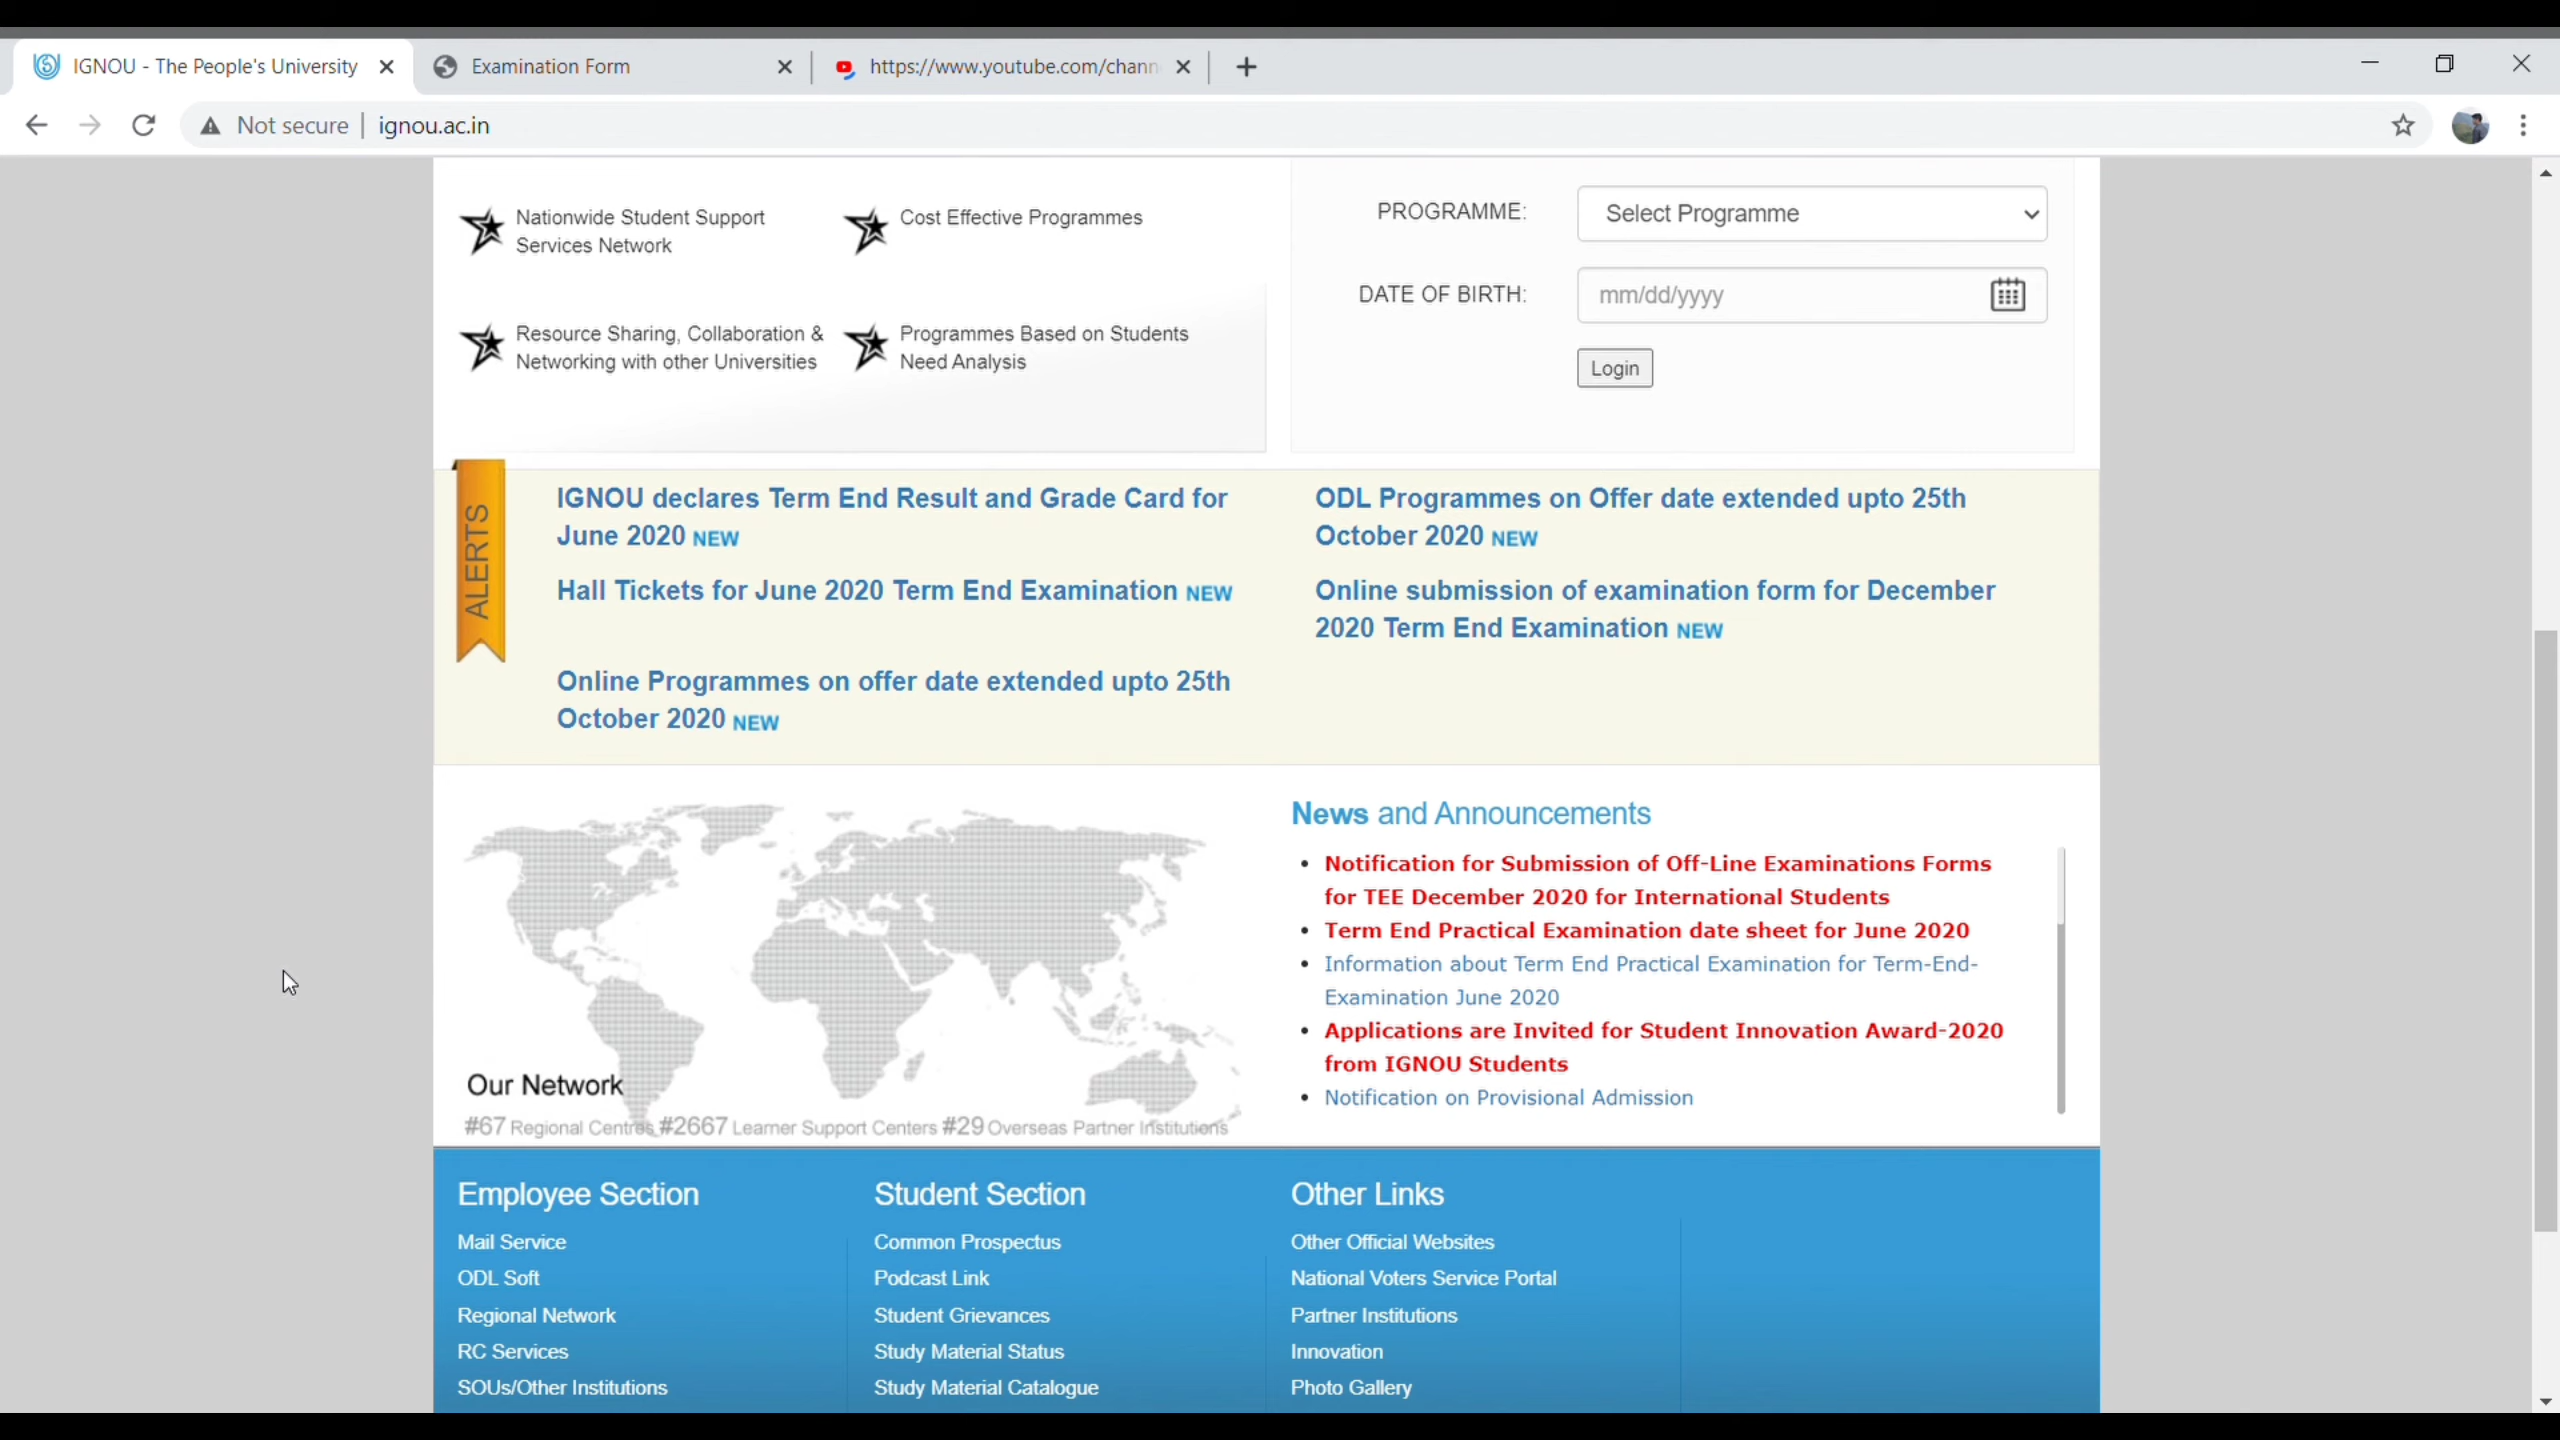 IGNOU - The People's University
Examination Form
https://www.youtube.com/chann
Not secure
ignou.ac.in
Nationwide Student Support
Services Network
Cost Effective Programmes
Resource Sharing, Collaboration &
Networking with other Universities
Programmes Based on Students
Need Analysis
PROGRAMME:
Select Programme
DATE OF BIRTH:
mm/dd/yyyy
Login
ALERTS
IGNOU declares Term End Result and Grade Card for
June 2020 NEW
ODL Programmes on Offer date extended upto 25th
October 2020 NEW
Hall Tickets for June 2020 Term End Examination NEW
Online submission of examination form for December
2020 Term End Examination NEW
Online Programmes on offer date extended upto 25th
October 2020 NEW
Our Network
#67 Regional Centres #2667 Learner Support Centers #29 Overseas Partner Institutions
News and Announcements
• Notification for Submission of Off-Line Examinations Forms
for TEE December 2020 for International Students
• Term End Practical Examination date sheet for June 2020
• Information about Term End Practical Examination for Term-End-
Examination June 2020
• Applications are Invited for Student Innovation Award-2020
from IGNOU Students
• Notification on Provisional Admission
Employee Section
Mail Service
ODL Soft
Regional Network
RC Services
SOUs/Other Institutions
Student Section
Common Prospectus
Podcast Link
Student Grievances
Study Material Status
Study Material Catalogue
Other Links
Other Official Websites
National Voters Service Portal
Partner Institutions
Innovation
Photo Gallery